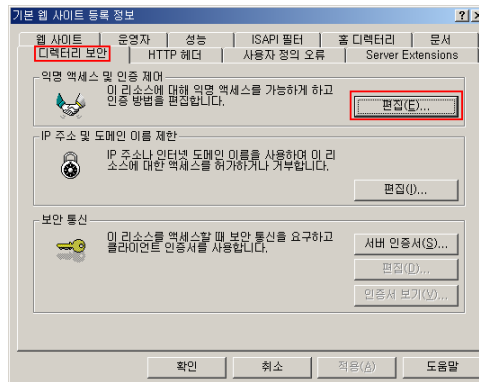 기본 웹 사이트 등록 정보
웹 사이트 운영자 성능 ISAPI 필터 홈 디렉터리 문서
디렉터리 보안 HTTP 헤더 사용자 정의 오류 Server Extensions
익명 액세스 및 인증 제어
이 리소스에 대해 익명 액세스를 가능하게 하고
인증 방법을 편집합니다.
편집(E)...
IP 주소 및 도메인 이름 제한
IP 주소나 인터넷 도메인 이름을 사용하여 이 리
소스에 대한 액세스를 허가하거나 거부합니다.
편집(I)...
보안 통신
이 리소스를 액세스할 때 보안 통신을 요구하고
클라이언트 인증서를 사용합니다.
서버 인증서(S)...
편집(D)...
인증서 보기(V)...
확인 취소 적용(A) 도움말